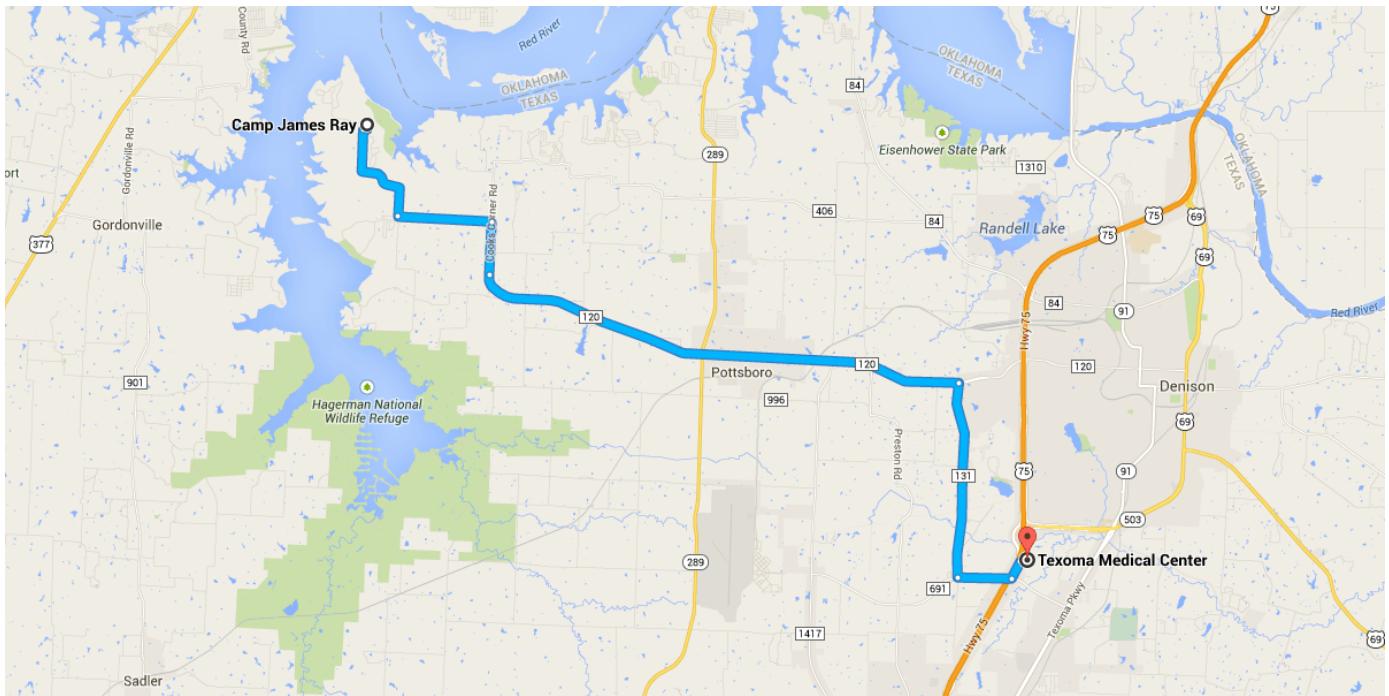 County Rd
Red River
OKLAHOMA
TEXAS
OKLAHOMA
TEXAS
75
84
Camp James Ray
Eisenhower State Park
289
1310
OKLAHOMA
TEXAS
Gordonville Rd
ort
Gordonville
377
Cooks Corner Rd
406
84
Randell Lake
75
75
69
69
84
91
Red River
Hwy 75
120
120
120
Pottsboro
996
901
Denison
69
Hagerman National
Wildlife Refuge
Preston Rd
131
75
91
503
289
Texoma Medical Center
691
Texoma Pkwy
1417
Hwy 75
69
Sadler